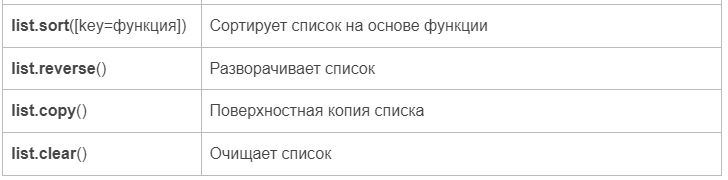 list.sort([key=функция]) Сортирует список на основе функции
list.reverse() Разворачивает список
list.copy() Поверхностная копия списка
list.clear() Очищает список